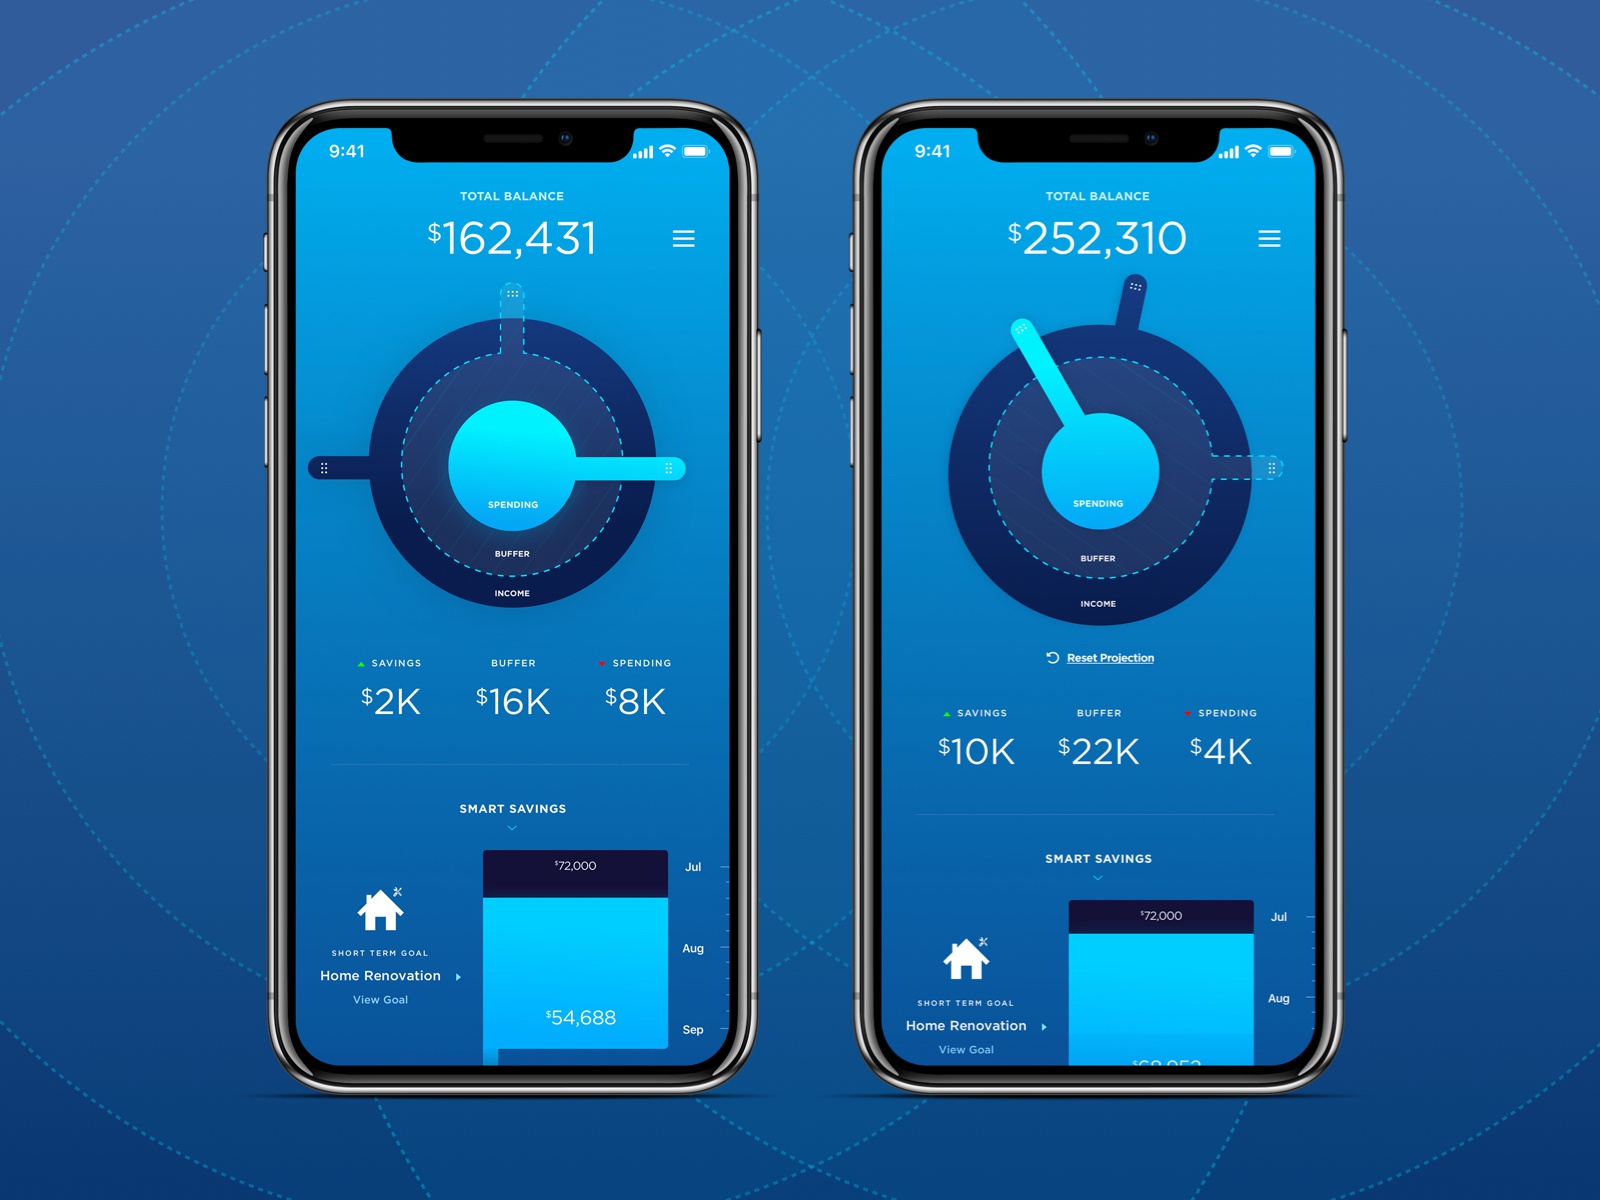 9:41
TOTAL BALANCE
$162,431
SPENDING
BUFFER
INCOME
SAVINGS BUFFER SPENDING
$2K $16K $8K
SMART SAVINGS
$72,000
Jul
Aug
SHORT TERM GOAL
Home Renovation
View Goal
$54,688
Sep
9:41
TOTAL BALANCE
$252,310
SPENDING
BUFFER
INCOME
Reset Projection
SAVINGS BUFFER SPENDING
$10K $22K $4K
SMART SAVINGS
$72,000
Jul
Aug
SHORT TERM GOAL
Home Renovation
View Goal